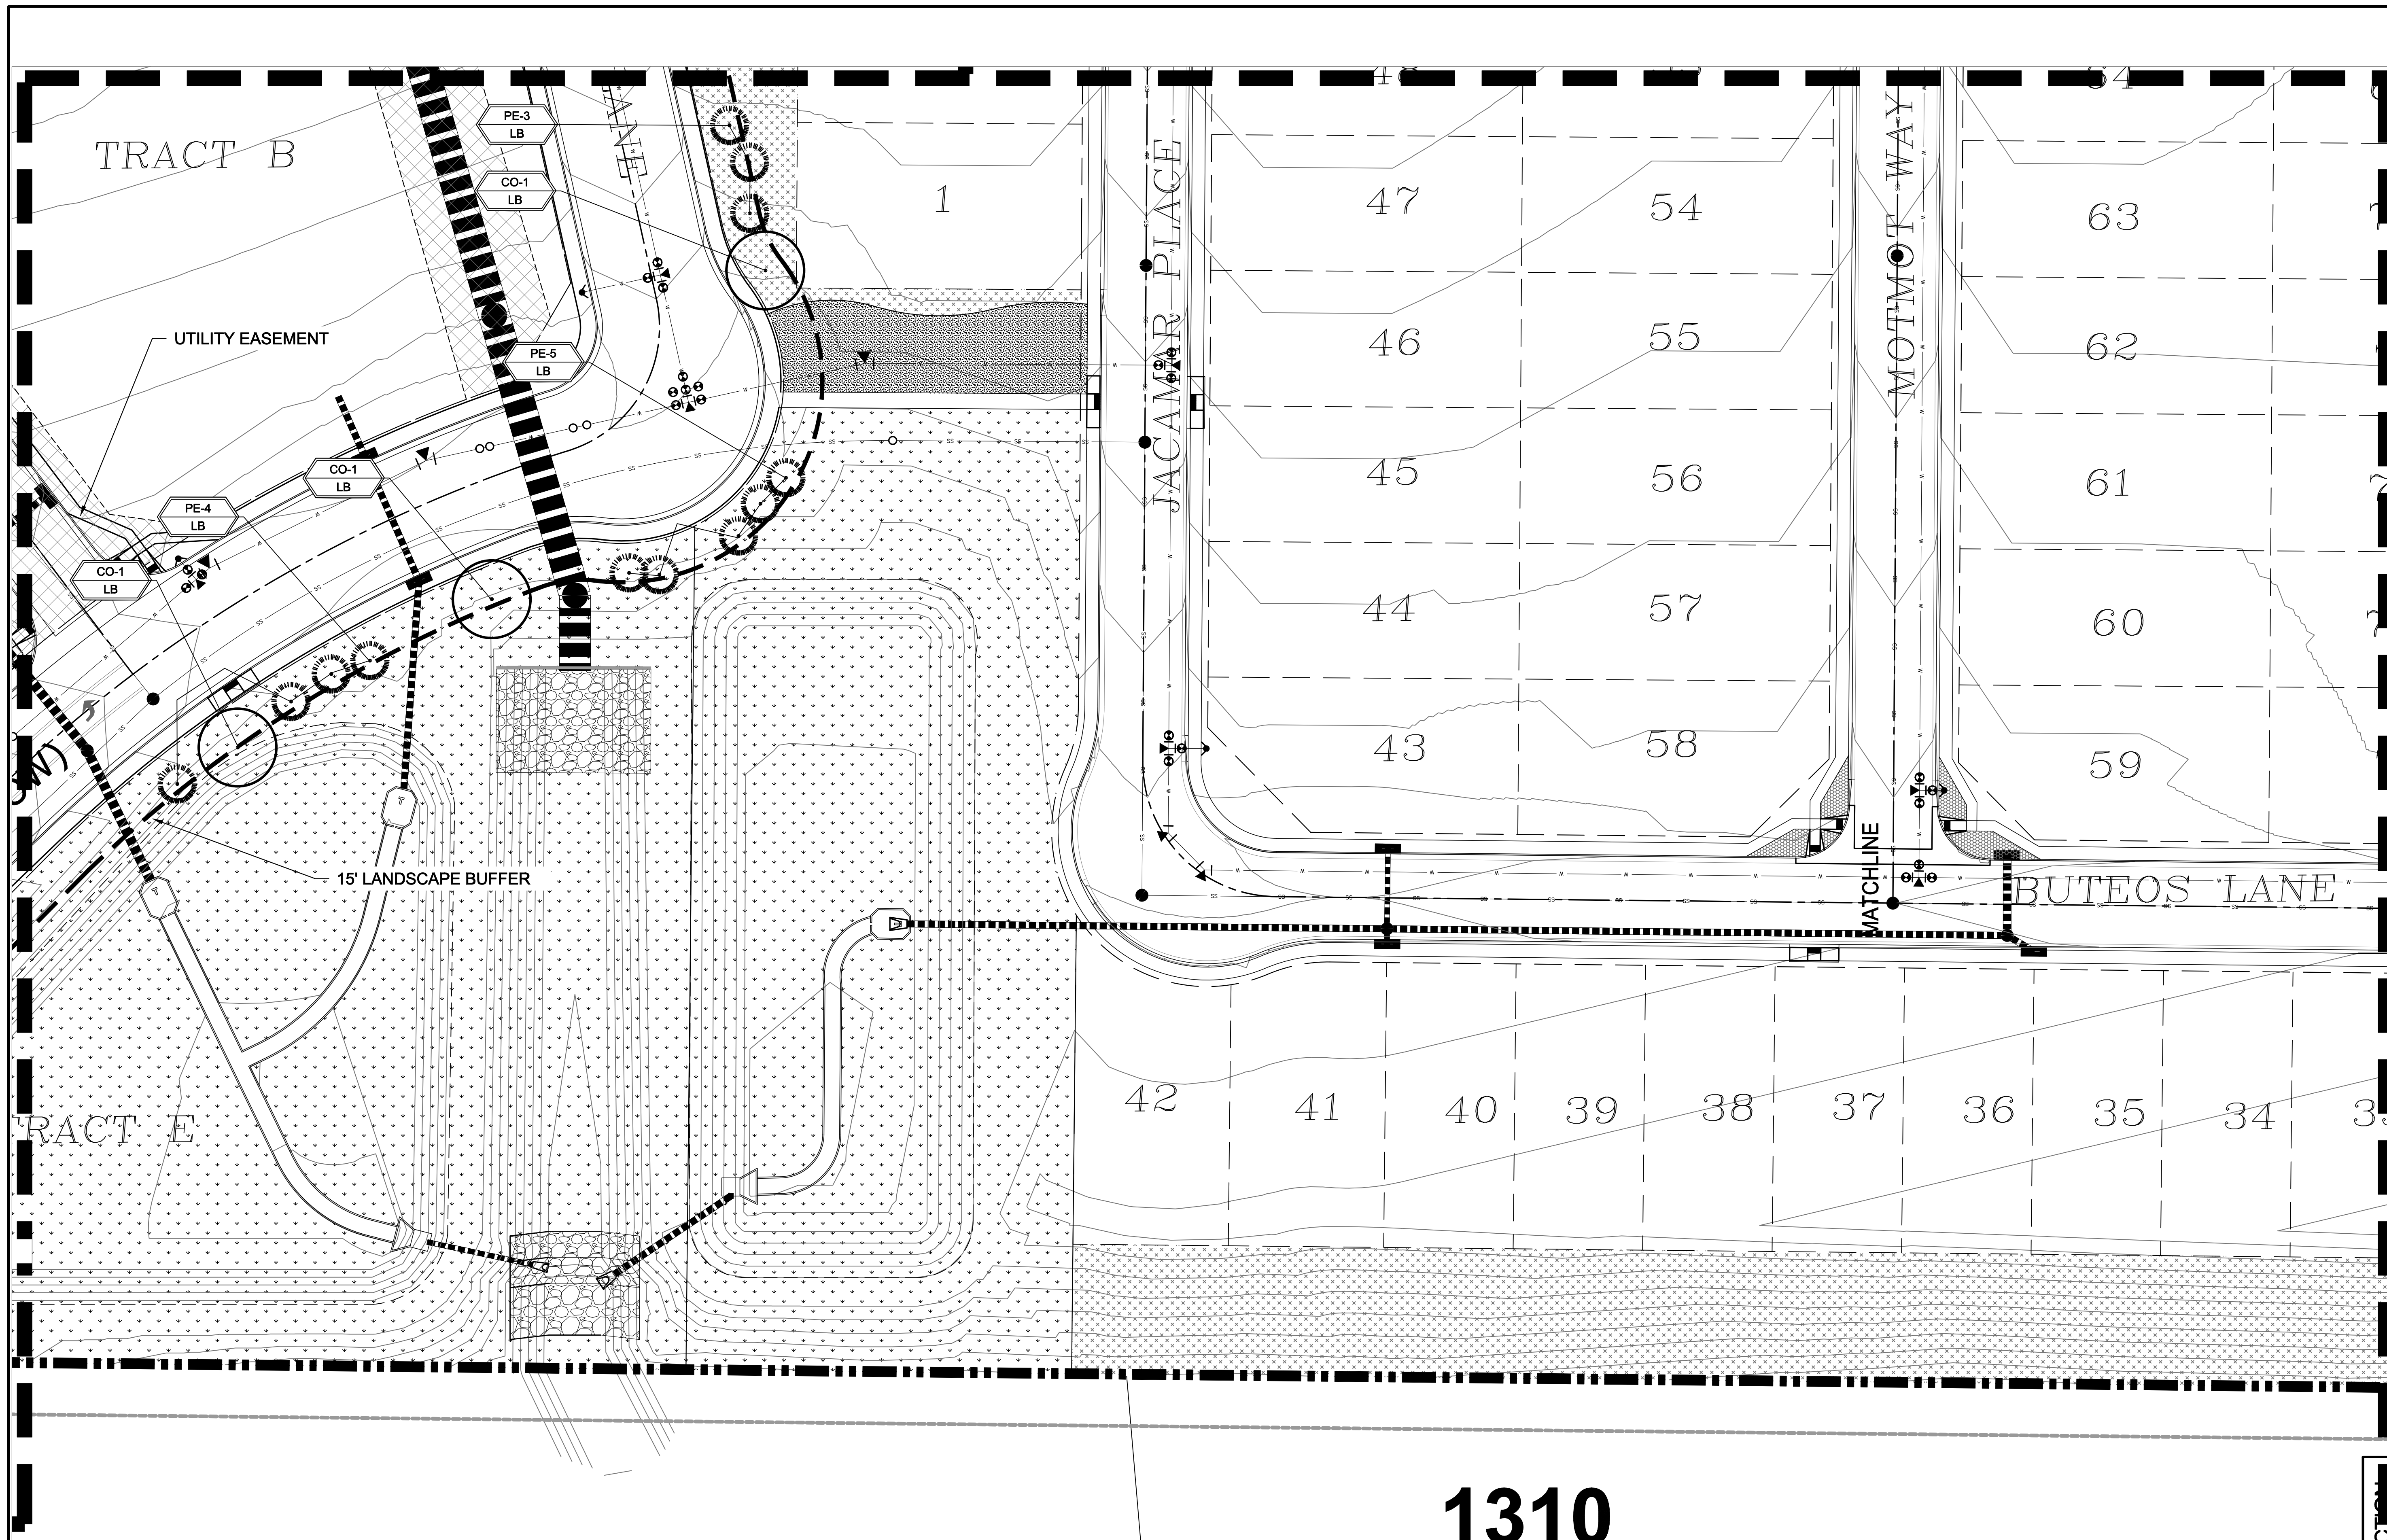 TRACT B
PE-3
LB
CO-1
LB
UTILITY EASEMENT
PE-5
LB
CO-1
LB
PE-4
LB
CO-1
LB
15' LANDSCAPE BUFFER
1
JACAMAR PLACE
48
47
46
45
44
43
54
55
56
57
58
MOTMOT WAY
64
63
62
61
60
59
MATCHLINE
BUTEOS LANE
42
41
40
39
38
37
36
35
34
TRACT E
1310